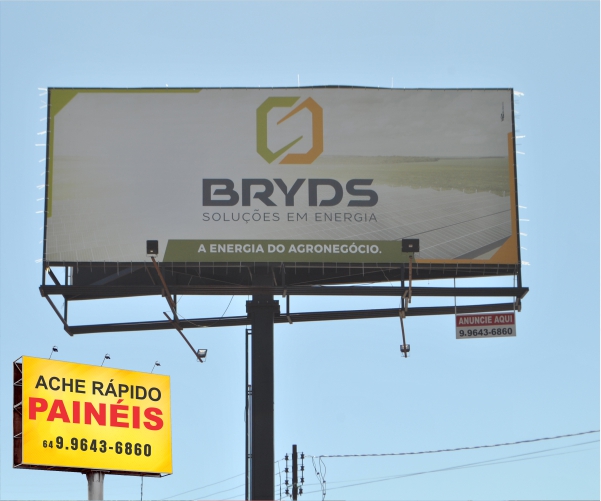 BRYDS
SOLUÇÕES EM ENERGIA
A ENERGIA DO AGRONEGÓCIO.
ANUNCIE AQUI
9.9643-6860
ACHE RÁPIDO
PAINÉIS
64 9.9643-6860